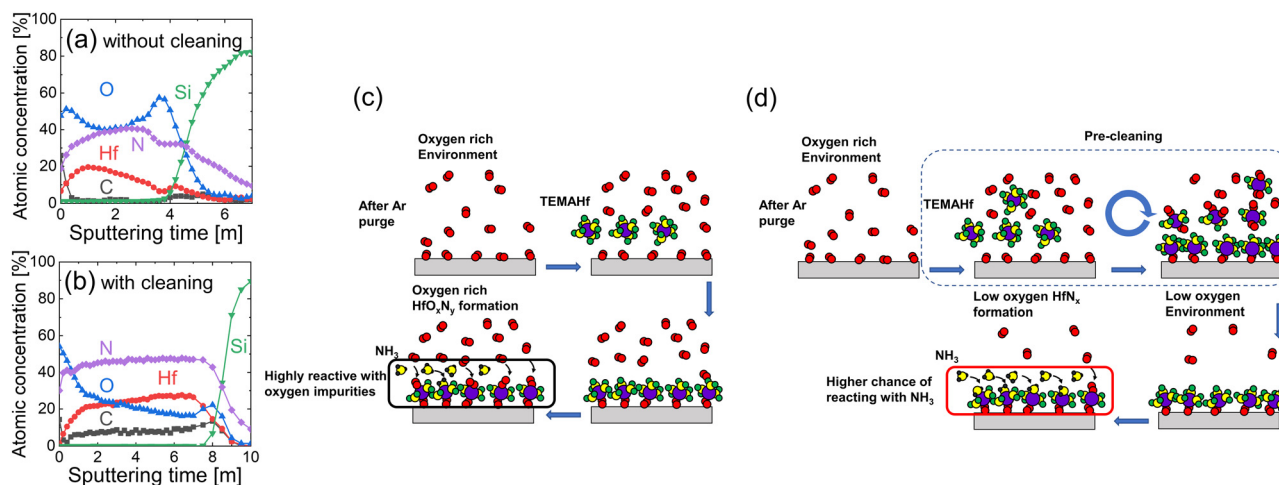 (a) without cleaning
Atomic concentration [%]
100
80
60
40
20
0
O
N
Hf
C
Si
0 2 4 6
Sputtering time [m]
(b) with cleaning
Atomic concentration [%]
100
80
60
40
20
0
N
O
Hf
C
Si
0 2 4 6 8 10
Sputtering time [m]
(c)
Oxygen rich
Environment
After Ar
purge
TEMAHf
Oxygen rich
HfOxNy formation
NH3
Highly reactive with
oxygen impurities
(d)
Oxygen rich
Environment
Pre-cleaning
After Ar
purge
TEMAHf
Low oxygen HfNx
formation
Low oxygen
Environment
NH3
Higher chance of
reacting with NH3